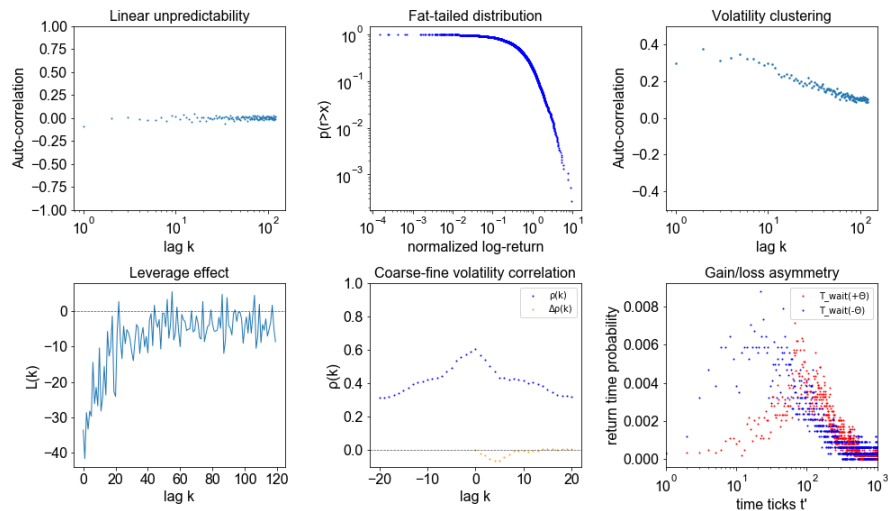 Linear unpredictability
1.00
0.75
0.50
0.25
0.00
−0.25
−0.50
−0.75
−1.00
Auto-correlation
10^0
10^1
10^2
lag k
Fat-tailed distribution
10^0
10^−1
10^−2
10^−3
p(r>x)
10^−4
10^−3
10^−2
10^−1
10^0
10^1
normalized log-return
Volatility clustering
0.4
0.2
0.0
−0.2
−0.4
Auto-correlation
10^0
10^1
10^2
lag k
Leverage effect
0
−10
−20
−30
−40
L(k)
0
20
40
60
80
100
120
lag k
Coarse-fine volatility correlation
ρ(k)
Δρ(k)
1.0
0.8
0.6
0.4
0.2
0.0
ρ(k)
−20
−10
0
10
20
lag k
Gain/loss asymmetry
T_wait(+Θ)
T_wait(-Θ)
0.008
0.006
0.004
0.002
0.000
return time probability
10^0
10^1
10^2
10^3
time ticks t'